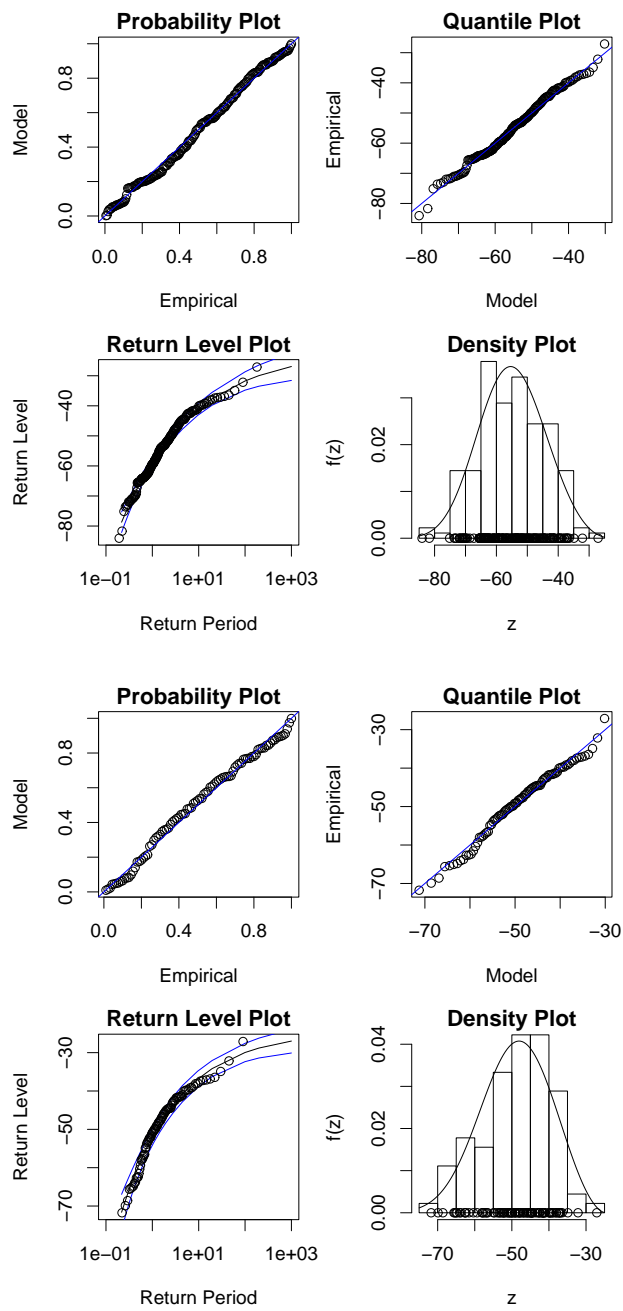 Probability Plot
Model
0.0 0.4 0.8
0.0 0.4 0.8
Empirical
Quantile Plot
Empirical
−80 −60 −40
−80 −60 −40
Model
Return Level Plot
Return Level
−80 −60 −40
1e−01 1e+01 1e+03
Return Period
Density Plot
f(z)
0.00 0.02
−80 −60 −40
z
Probability Plot
Model
0.0 0.4 0.8
0.0 0.4 0.8
Empirical
Quantile Plot
Empirical
−70 −50 −30
−70 −50 −30
Model
Return Level Plot
Return Level
−70 −50 −30
1e−01 1e+01 1e+03
Return Period
Density Plot
f(z)
0.00 0.02 0.04
−70 −50 −30
z